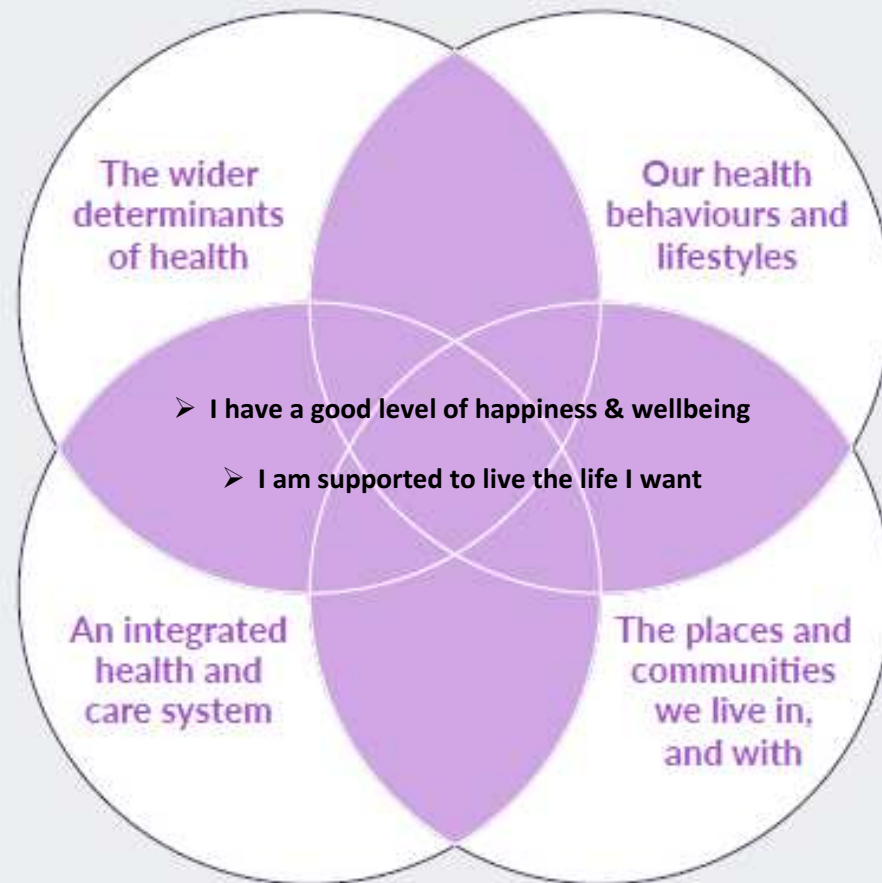 The wider
determinants
of health
Our health
behaviours and
lifestyles
➢ I have a good level of happiness & wellbeing
➢ I am supported to live the life I want
An integrated
health and
care system
The places and
communities
we live in,
and with